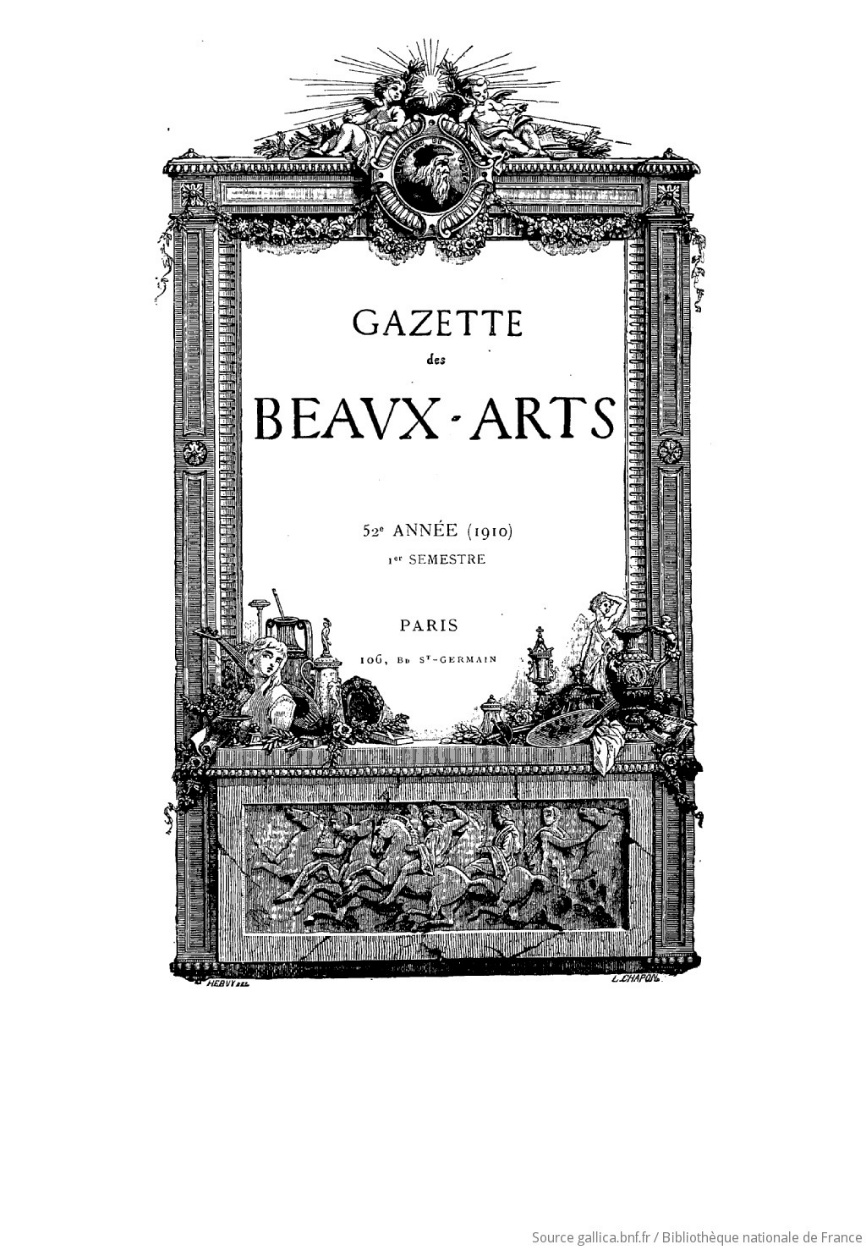 GAZETTE
des
BEAVX-ARTS
52e ANNÉE (1910)
1er SEMESTRE
PARIS
106, BD ST-GERMAIN
L. CHAPON.
Source gallica.bnf.fr / Bibliothèque nationale de France